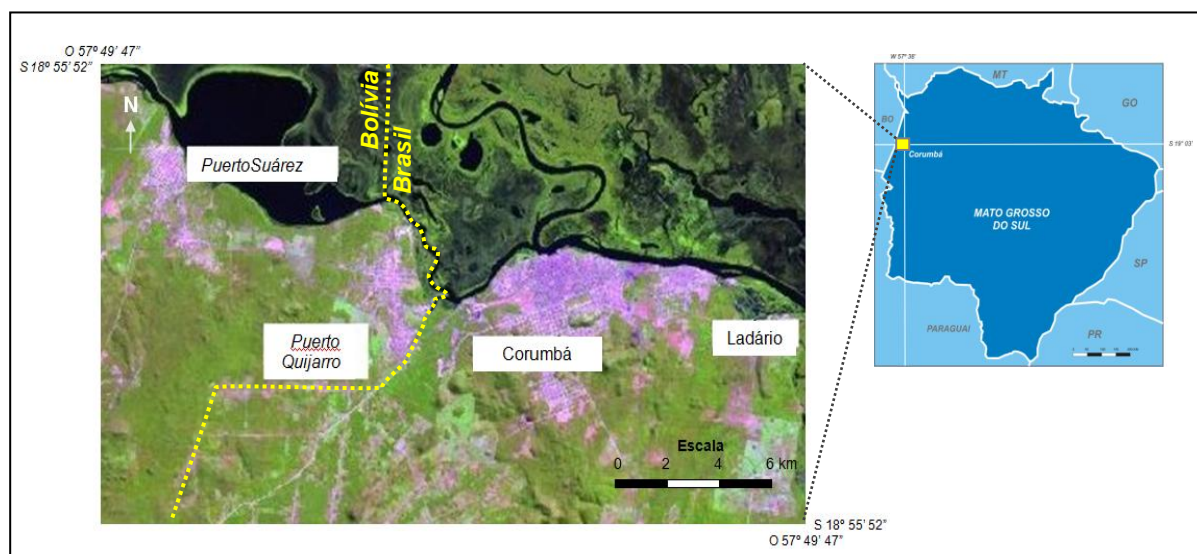 O 57º 49' 47"
S 18º 55' 52"
N
Bolívia
Brasil
PuertoSuárez
Puerto
Quijarro
Corumbá
Ladário
Escala
0 2 4 6 km
S 18º 55' 52"
O 57º 49' 47"
W 57º 36'
MT
GO
BO
S 19º 03'
Corumbá
MATO GROSSO
DO SUL
SP
PARAGUAI
PR